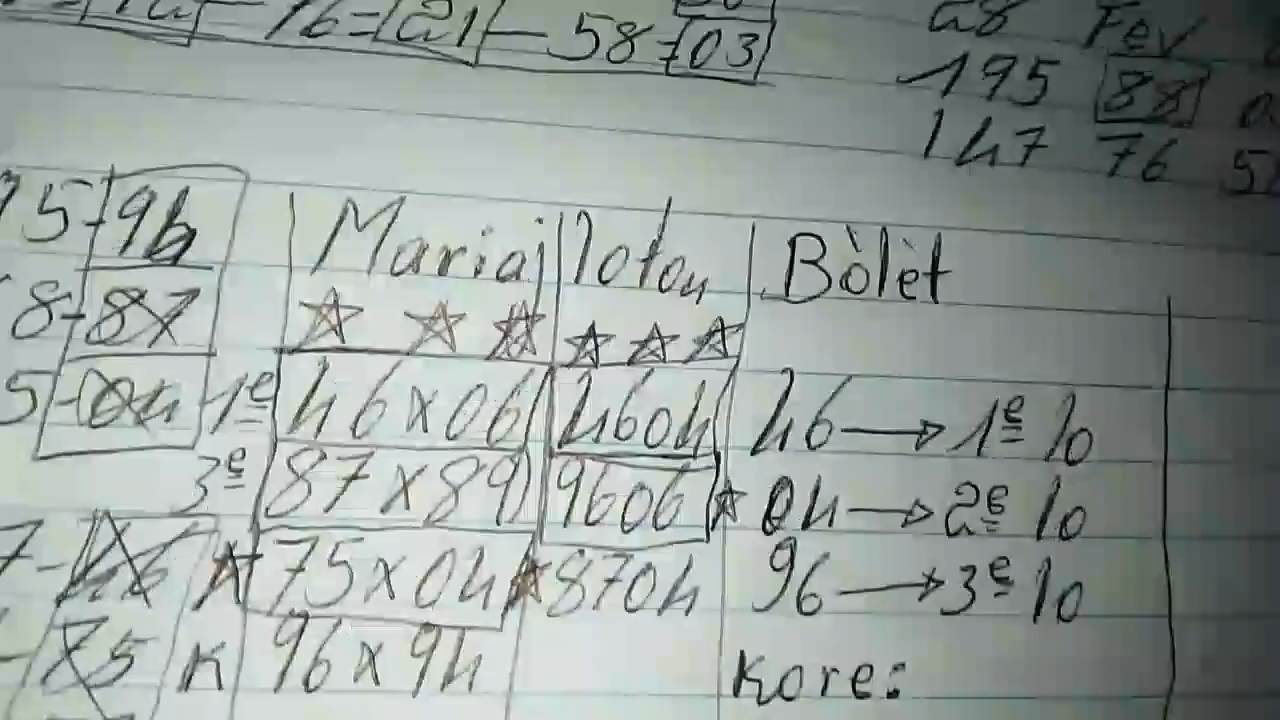 16=21-58=03
Fev
195 88
147 76
96
Mariaj loto4 Bòlèt
87
04 1e 46x06 4604 46→1e lo
3e 87x89 9606 04→2e lo
75x04 8704 96→3e lo
75 K 96x94 Kore: